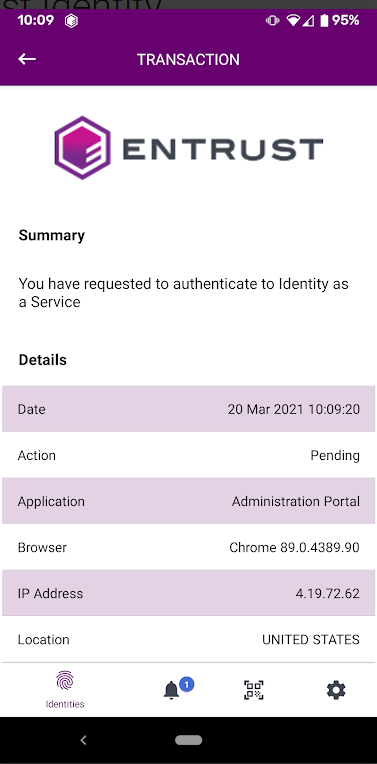 st Identity
10:09
95%
TRANSACTION
ENTRUST
Summary
You have requested to authenticate to Identity as
a Service
Details
Date 20 Mar 2021 10:09:20
Action Pending
Application Administration Portal
Browser Chrome 89.0.4389.90
IP Address 4.19.72.62
Location UNITED STATES
1
Identities